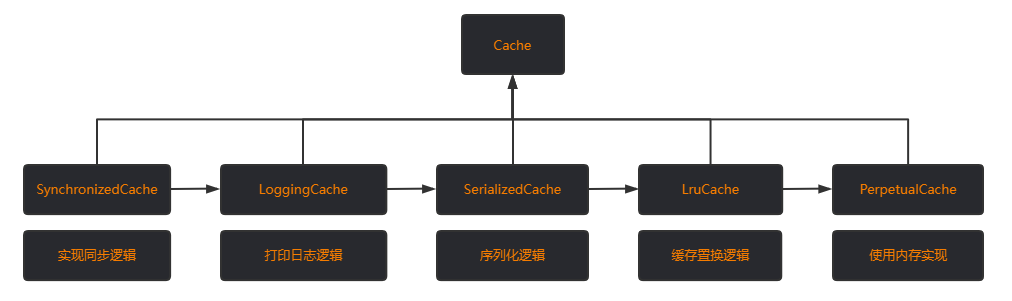 Cache
SynchronizedCache
LoggingCache
SerializedCache
LruCache
PerpetualCache
实现同步逻辑
打印日志逻辑
序列化逻辑
缓存置换逻辑
使用内存实现